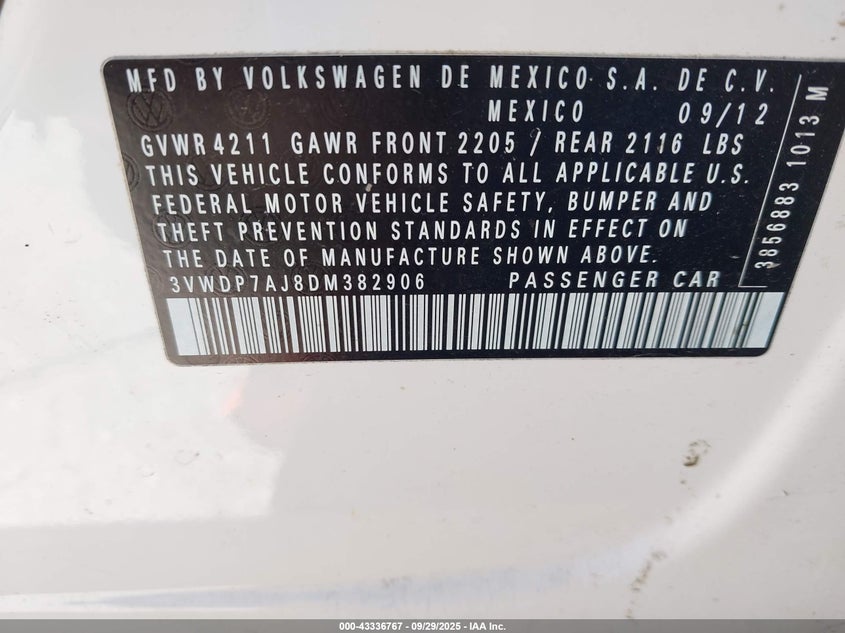 MFD BY VOLKSWAGEN DE MEXICO S.A. DE C.V.
MEXICO 09/12
GVWR 4211 GAWR FRONT 2205 / REAR 2116 LBS
THIS VEHICLE CONFORMS TO ALL APPLICABLE U.S.
FEDERAL MOTOR VEHICLE SAFETY, BUMPER AND
THEFT PREVENTION STANDARDS IN EFFECT ON
THE DATE OF MANUFACTURE SHOWN ABOVE.
3VWDP7AJ8DM382906 PASSENGER CAR
3856883 1013 M
000-43336767 - 09/29/2025 - IAA Inc.